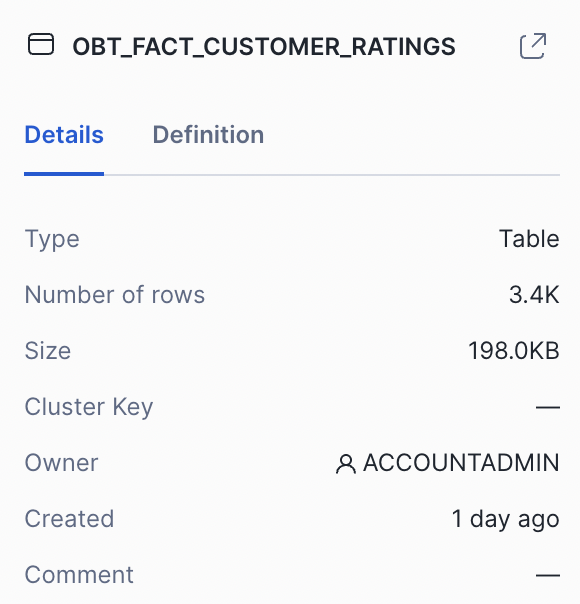 OBT_FACT_CUSTOMER_RATINGS
Details Definition
Type Table
Number of rows 3.4K
Size 198.0KB
Cluster Key —
Owner ACCOUNTADMIN
Created 1 day ago
Comment —